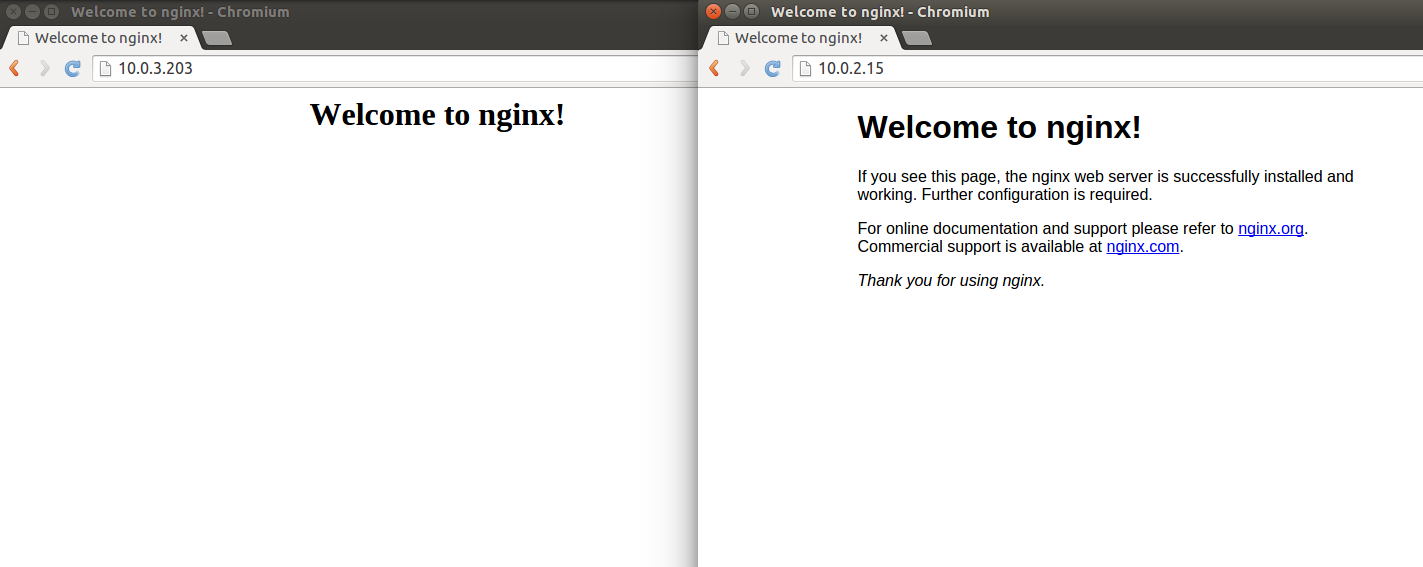 Welcome to nginx! - Chromium
Welcome to nginx!
10.0.3.203
Welcome to nginx!
Welcome to nginx! - Chromium
Welcome to nginx!
10.0.2.15
Welcome to nginx!
If you see this page, the nginx web server is successfully installed and
working. Further configuration is required.
For online documentation and support please refer to nginx.org.
Commercial support is available at nginx.com.
Thank you for using nginx.